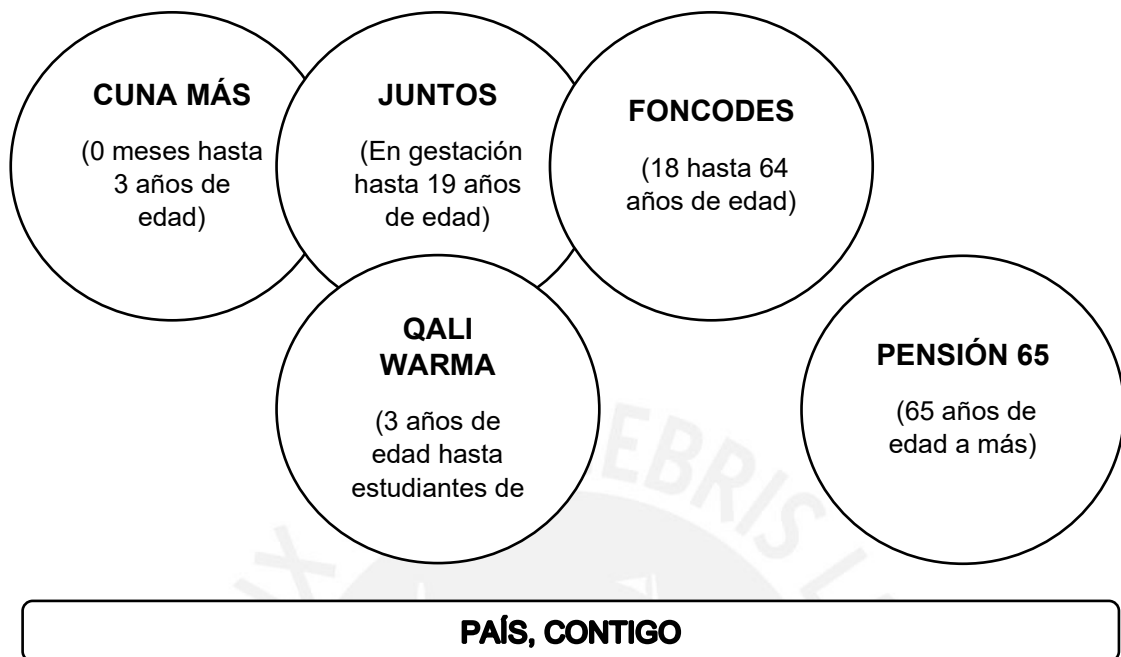 CUNA MÁS
(0 meses hasta
3 años de
edad)
JUNTOS
(En gestación
hasta 19 años
de edad)
FONCODES
(18 hasta 64
años de edad)
QALI
WARMA
(3 años de
edad hasta
estudiantes de
PENSIÓN 65
(65 años de
edad a más)
PAÍS, CONTIGO